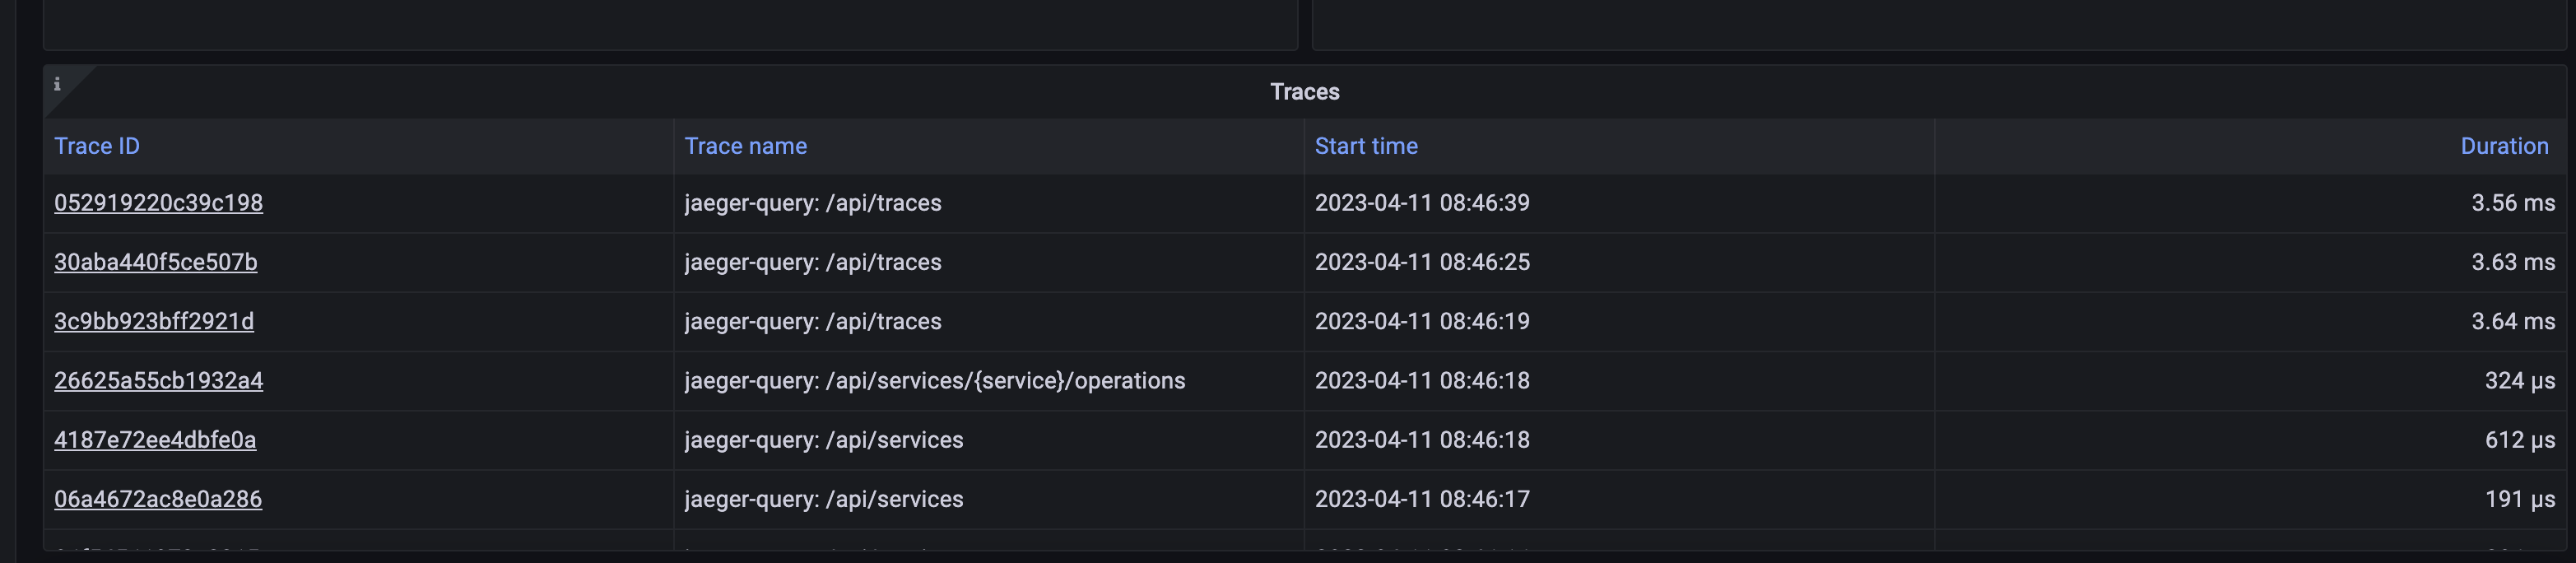 i
Traces
Trace ID Trace name Start time Duration
052919220c39c198 jaeger-query: /api/traces 2023-04-11 08:46:39 3.56 ms
30aba440f5ce507b jaeger-query: /api/traces 2023-04-11 08:46:25 3.63 ms
3c9bb923bff2921d jaeger-query: /api/traces 2023-04-11 08:46:19 3.64 ms
26625a55cb1932a4 jaeger-query: /api/services/{service}/operations 2023-04-11 08:46:18 324 µs
4187e72ee4dbfe0a jaeger-query: /api/services 2023-04-11 08:46:18 612 µs
06a4672ac8e0a286 jaeger-query: /api/services 2023-04-11 08:46:17 191 µs